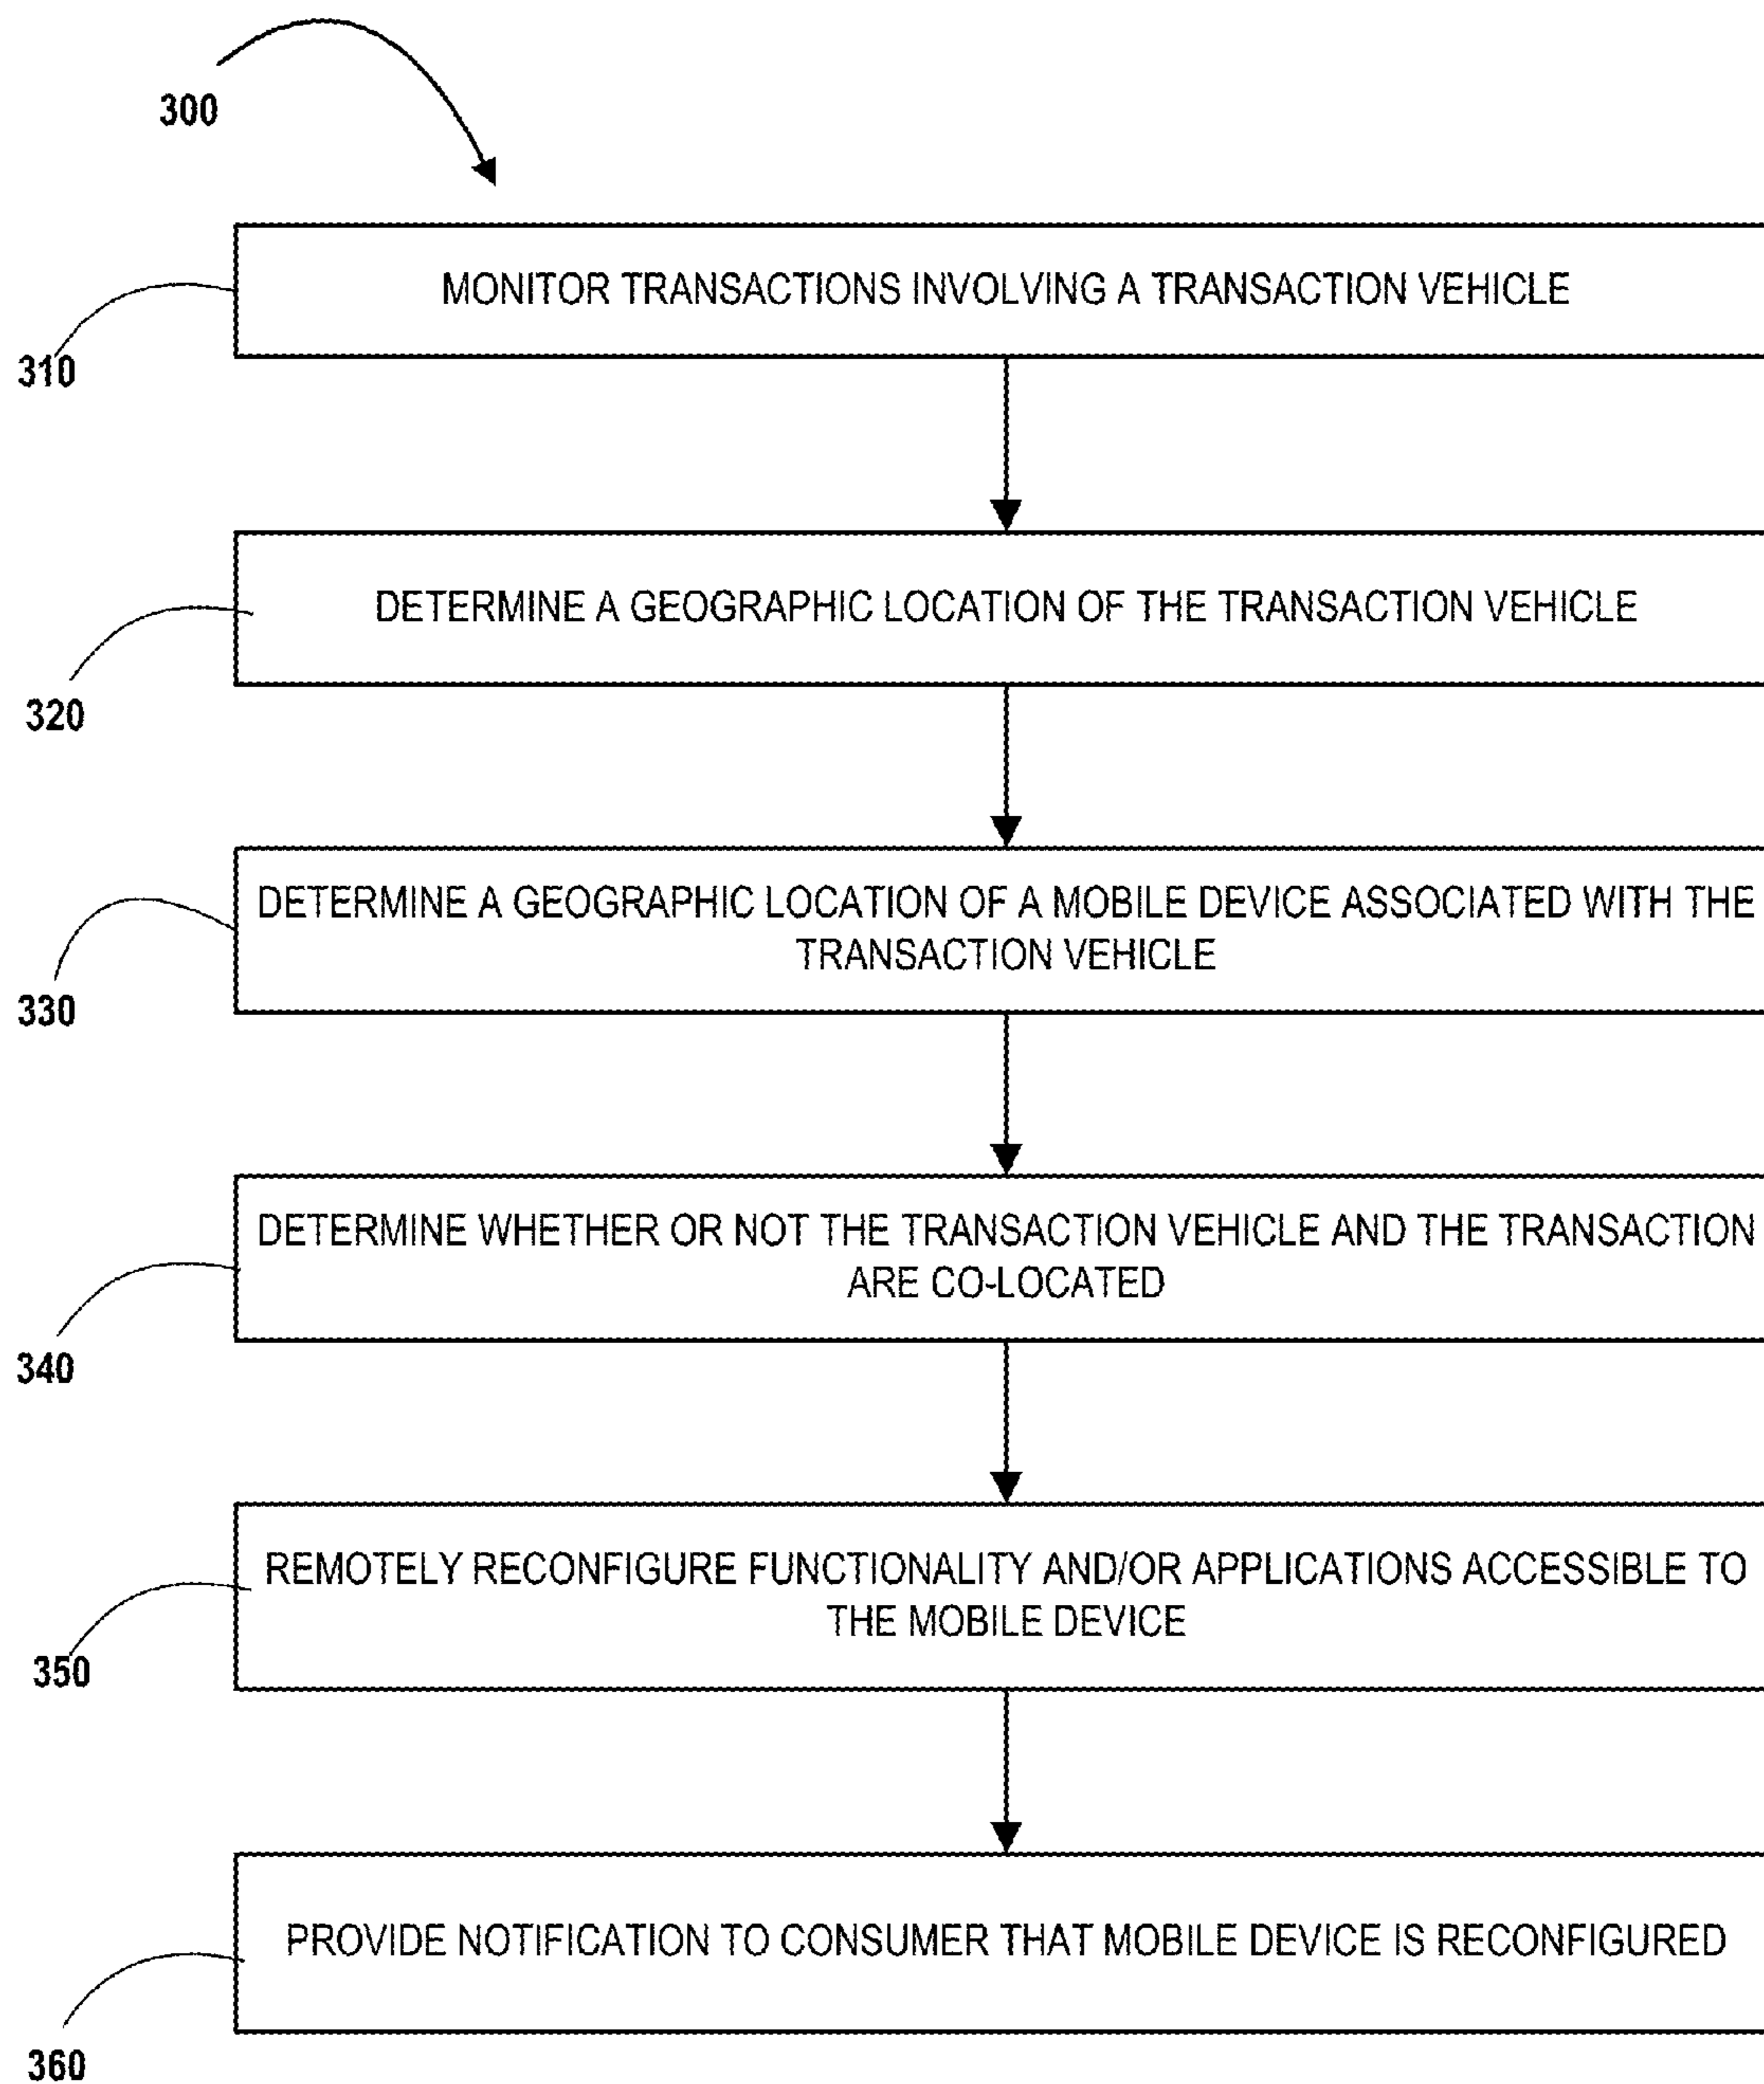 300
MONITOR TRANSACTIONS INVOLVING A TRANSACTION VEHICLE
310
DETERMINE A GEOGRAPHIC LOCATION OF THE TRANSACTION VEHICLE
320
DETERMINE A GEOGRAPHIC LOCATION OF A MOBILE DEVICE ASSOCIATED WITH THE
TRANSACTION VEHICLE
330
DETERMINE WHETHER OR NOT THE TRANSACTION VEHICLE AND THE TRANSACTION
ARE CO-LOCATED
340
REMOTELY RECONFIGURE FUNCTIONALITY AND/OR APPLICATIONS ACCESSIBLE TO
THE MOBILE DEVICE
350
PROVIDE NOTIFICATION TO CONSUMER THAT MOBILE DEVICE IS RECONFIGURED
360